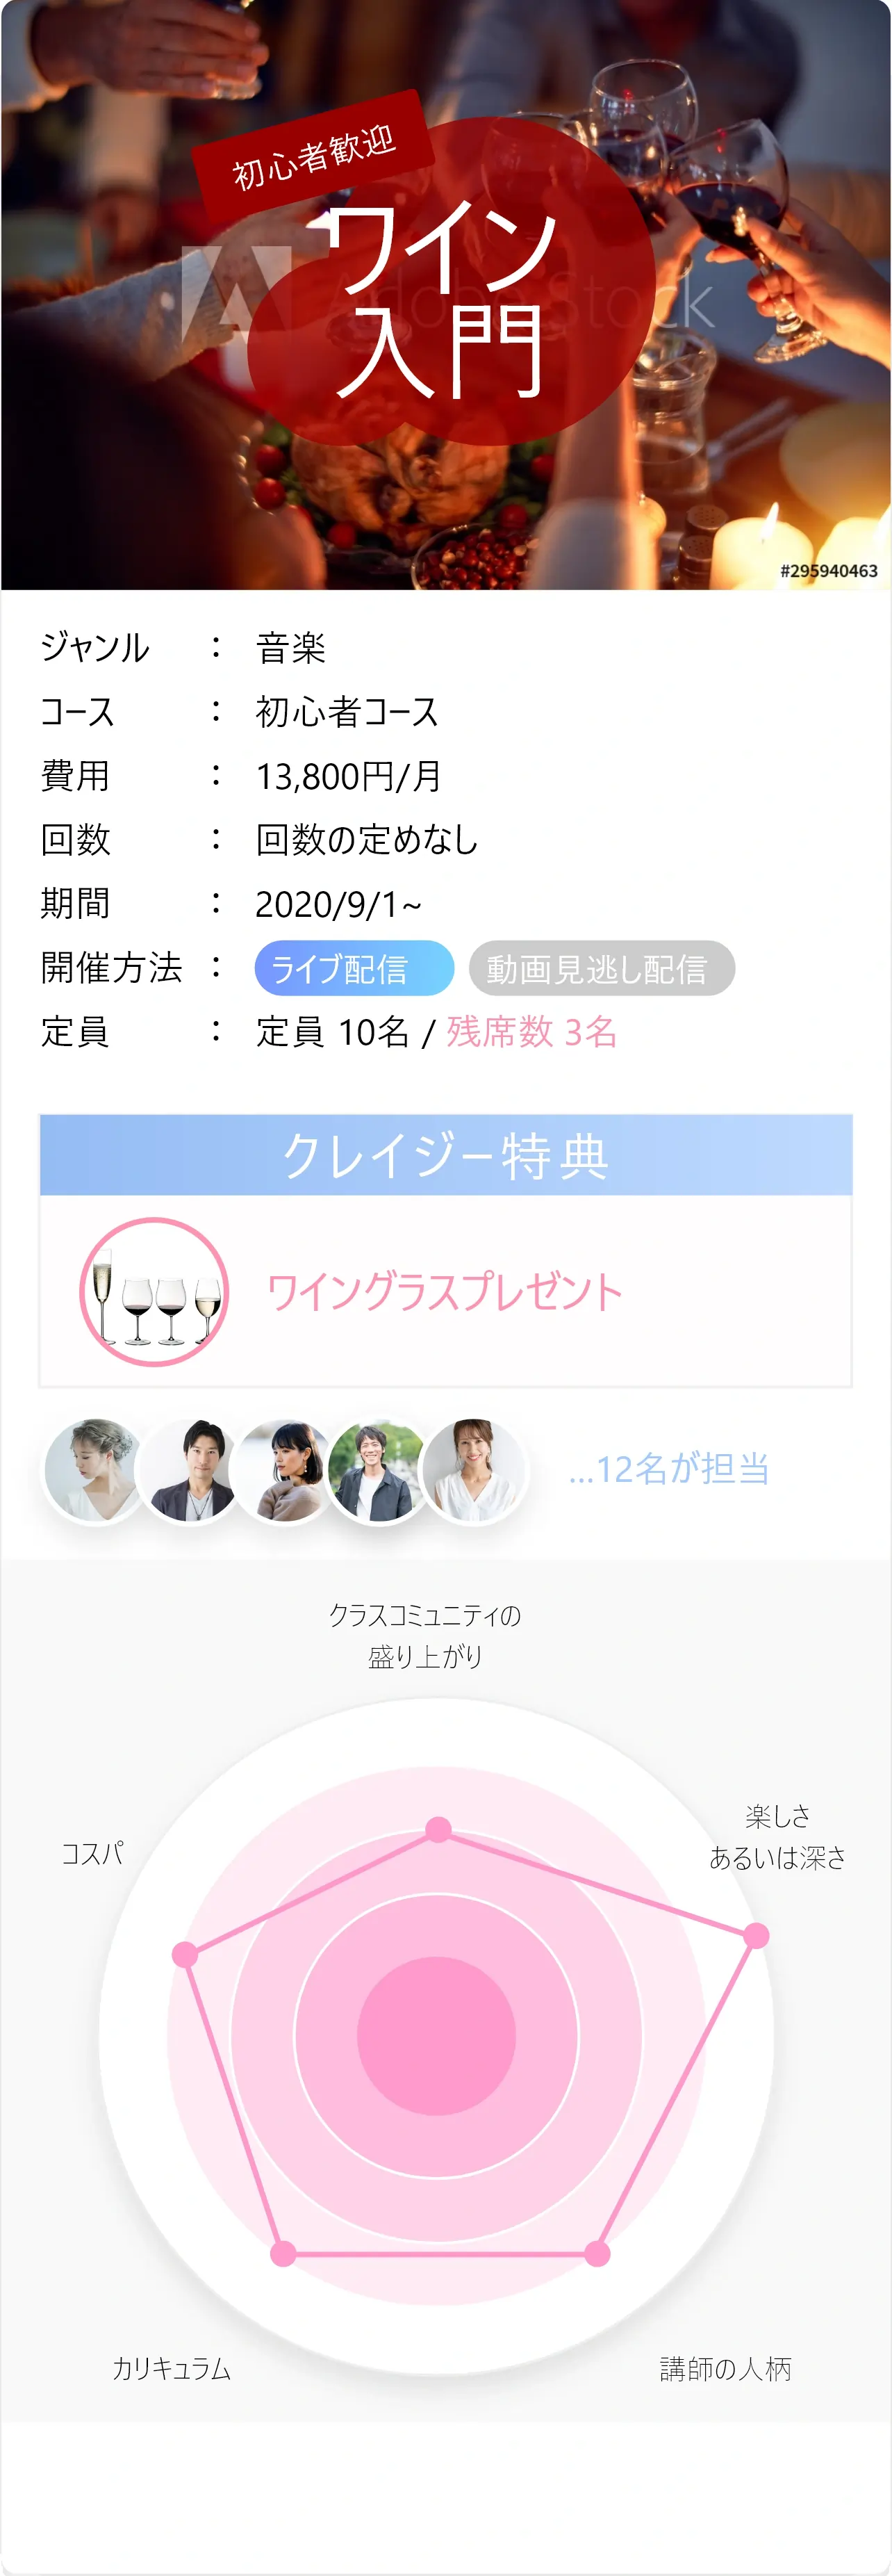 初心者歓迎
ワイン
入門
Adobe Stock
#295940463
ジャンル : 音楽
コース : 初心者コース
費用 : 13,800円/月
回数 : 回数の定めなし
期間 : 2020/9/1~
開催方法 : ライブ配信 動画見逃し配信
定員 : 定員 10名 / 残席数 3名
クレイジー特典
ワイングラスプレゼント
...12名が担当
クラスコミュニティの
盛り上がり
楽しさ
あるいは深さ
コスパ
カリキュラム
講師の人柄